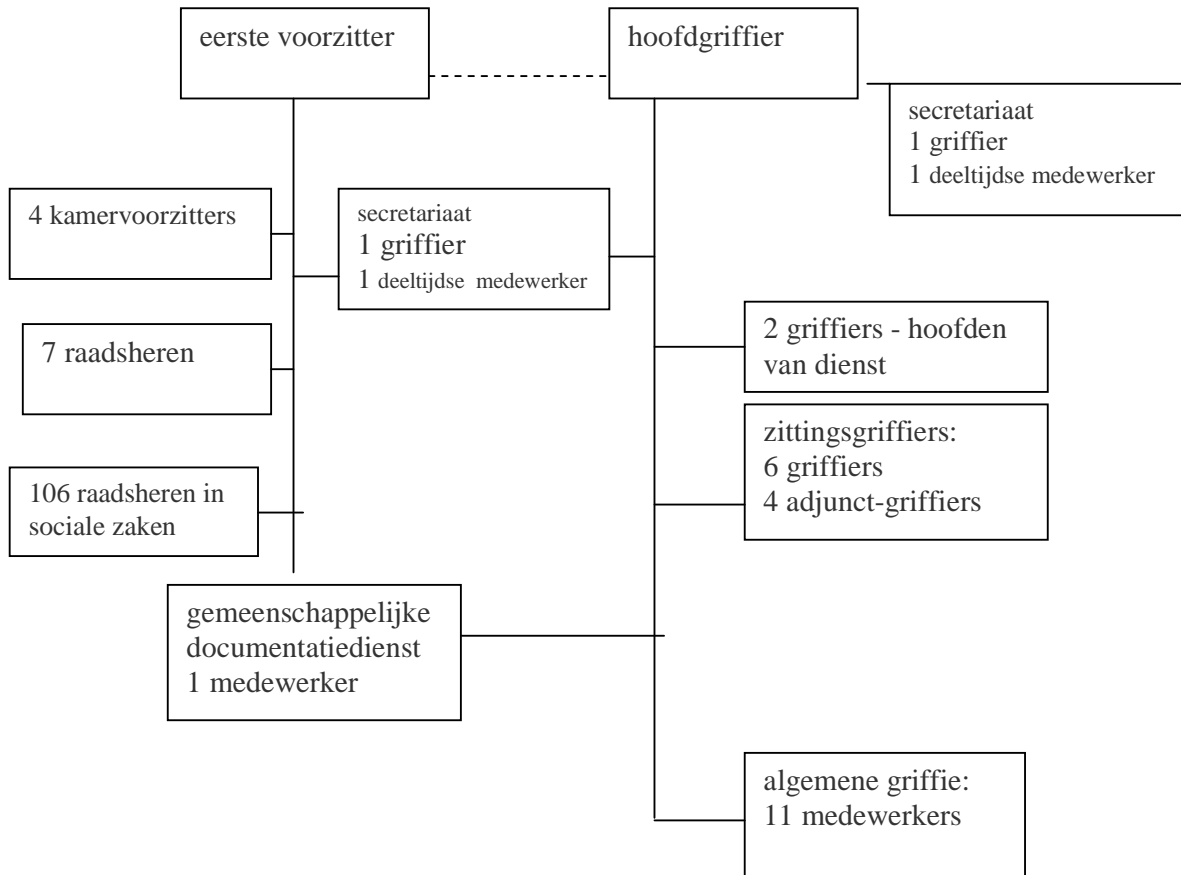 eerste voorzitter
hoofdgriffier
secretariaat
1 griffier
1 deeltijdse medewerker
4 kamervoorzitters
secretariaat
1 griffier
1 deeltijdse medewerker
7 raadsheren
2 griffiers - hoofden
van dienst
zittingsgriffiers:
6 griffiers
4 adjunct-griffiers
106 raadsheren in
sociale zaken
gemeenschappelijke
documentatiedienst
1 medewerker
algemene griffie:
11 medewerkers